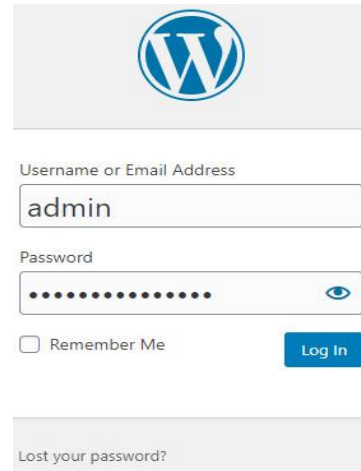 Username or Email Address
admin
Password
•••••••••••••••
Remember Me
Log In
Lost your password?